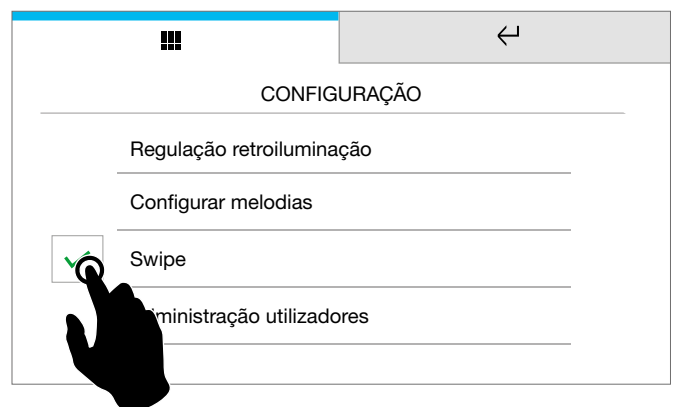 CONFIGURAÇÃO
Regulação retroiluminação
Configurar melodias
Swipe
ministração utilizadores